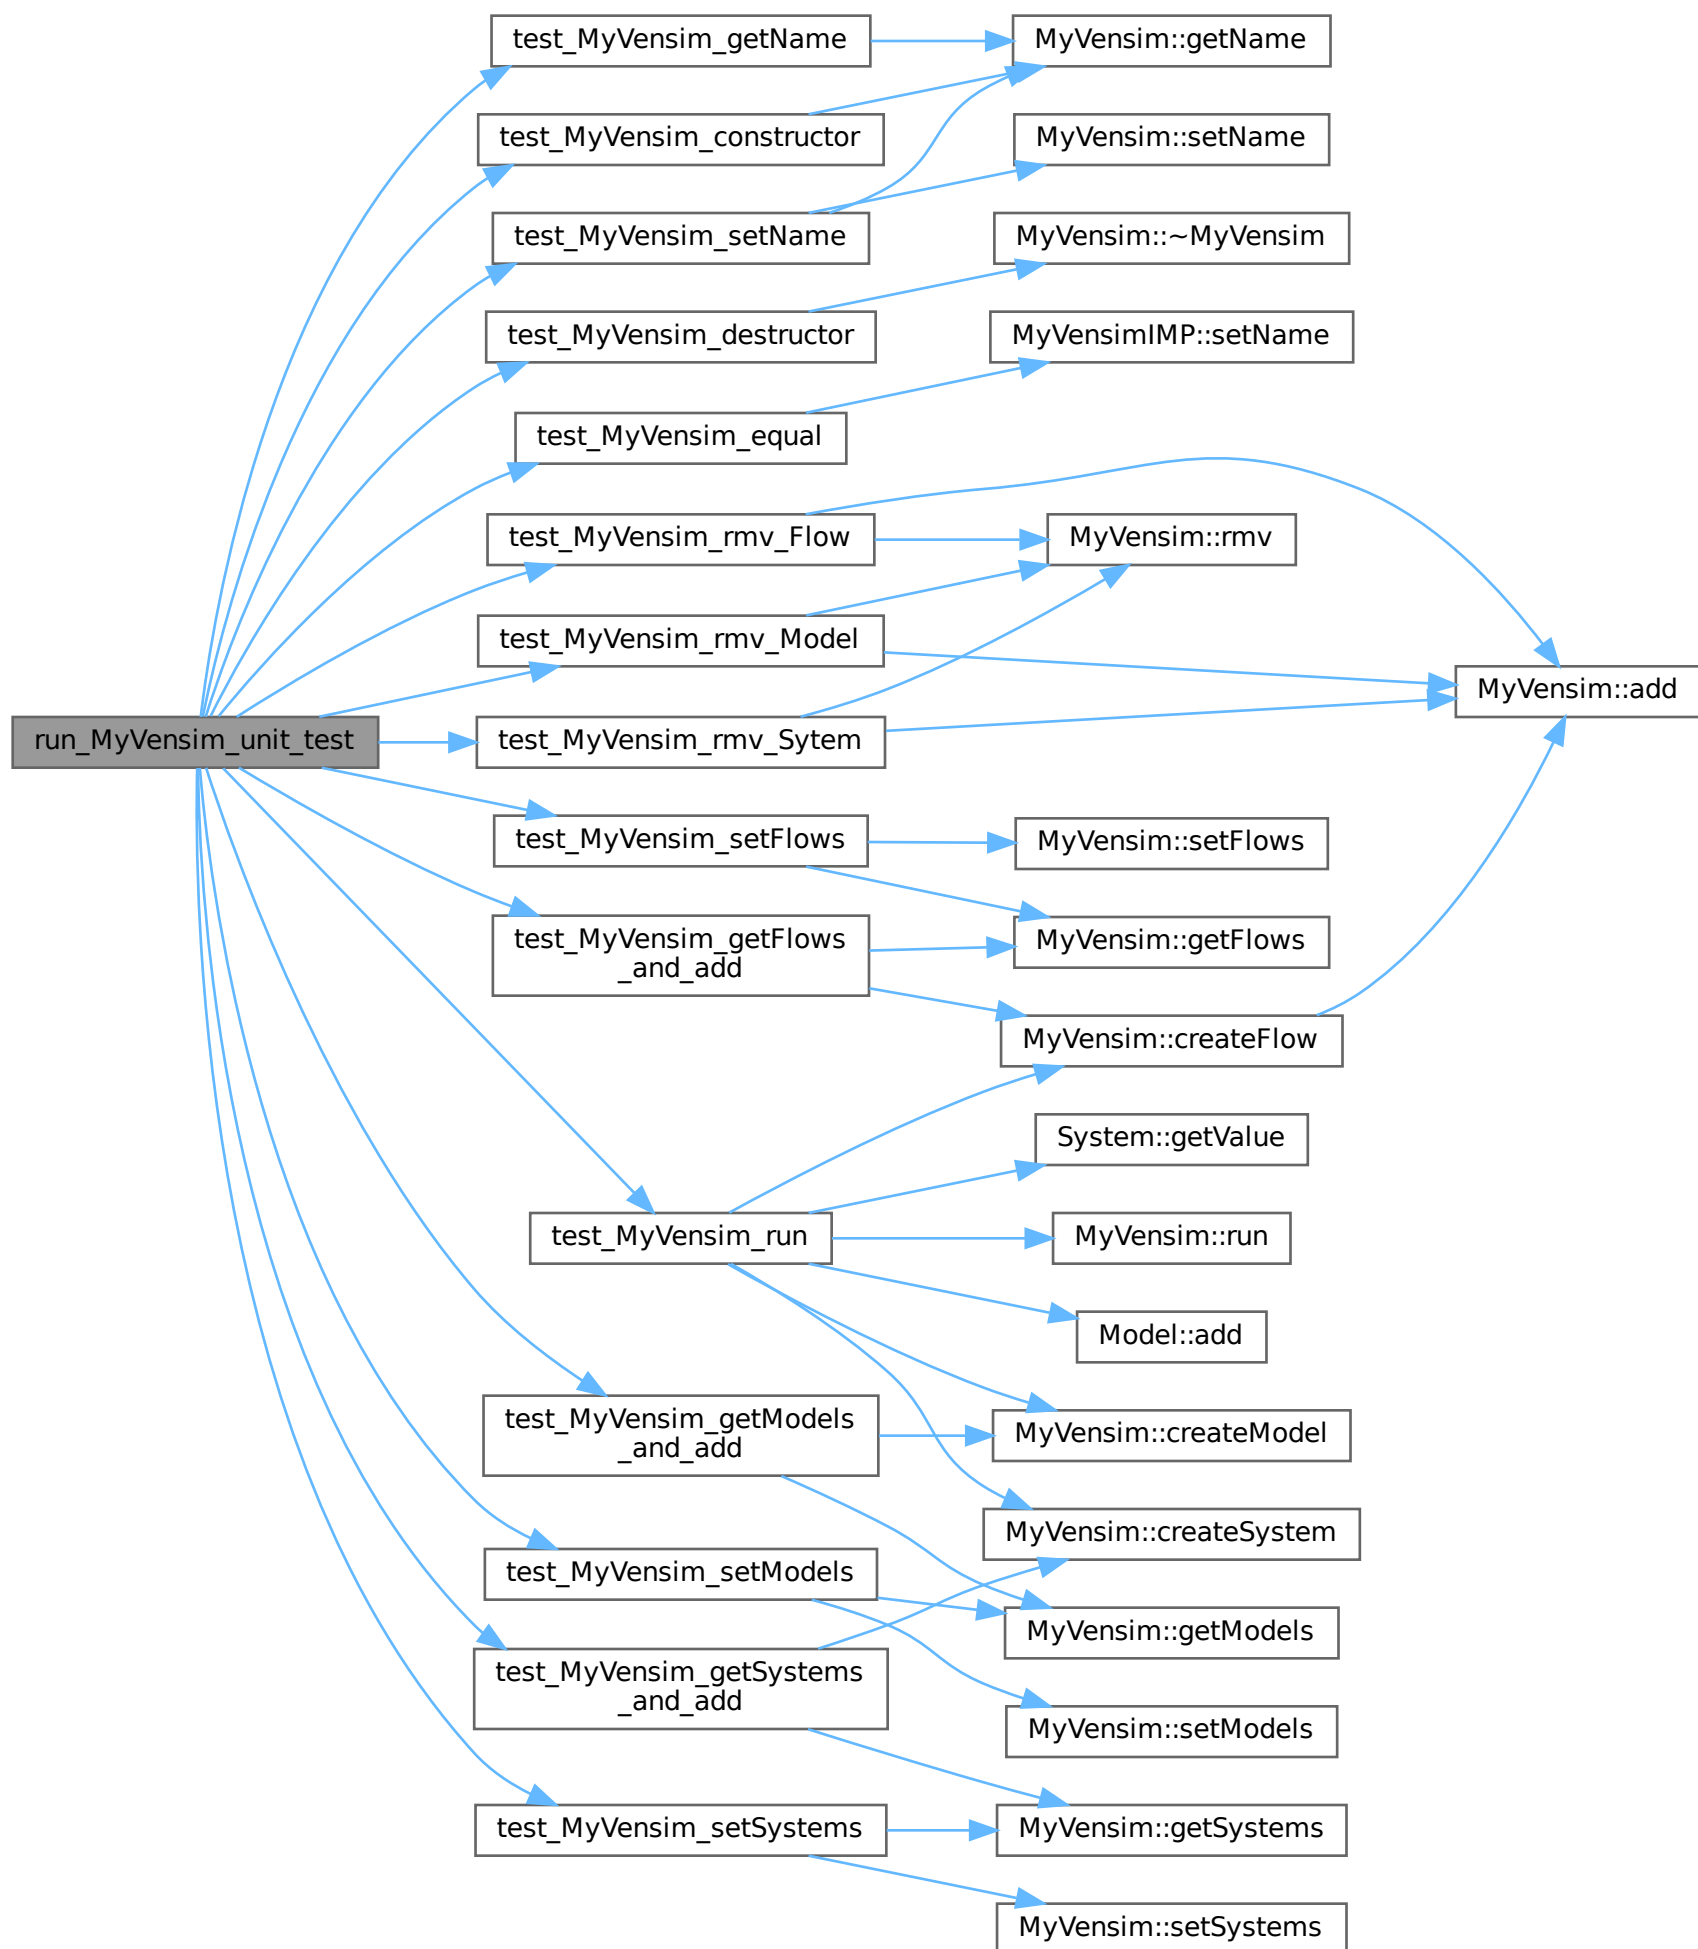 test_MyVensim_getName
MyVensim::getName
test_MyVensim_constructor
MyVensim::setName
test_MyVensim_setName
MyVensim::~MyVensim
test_MyVensim_destructor
MyVensimIMP::setName
test_MyVensim_equal
test_MyVensim_rmv_Flow
MyVensim::rmv
test_MyVensim_rmv_Model
MyVensim::add
run_MyVensim_unit_test
test_MyVensim_rmv_Sytem
test_MyVensim_setFlows
MyVensim::setFlows
test_MyVensim_getFlows
_and_add
MyVensim::getFlows
MyVensim::createFlow
System::getValue
test_MyVensim_run
MyVensim::run
Model::add
test_MyVensim_getModels
_and_add
MyVensim::createModel
MyVensim::createSystem
test_MyVensim_setModels
MyVensim::getModels
test_MyVensim_getSystems
_and_add
MyVensim::setModels
test_MyVensim_setSystems
MyVensim::getSystems
MyVensim::setSystems